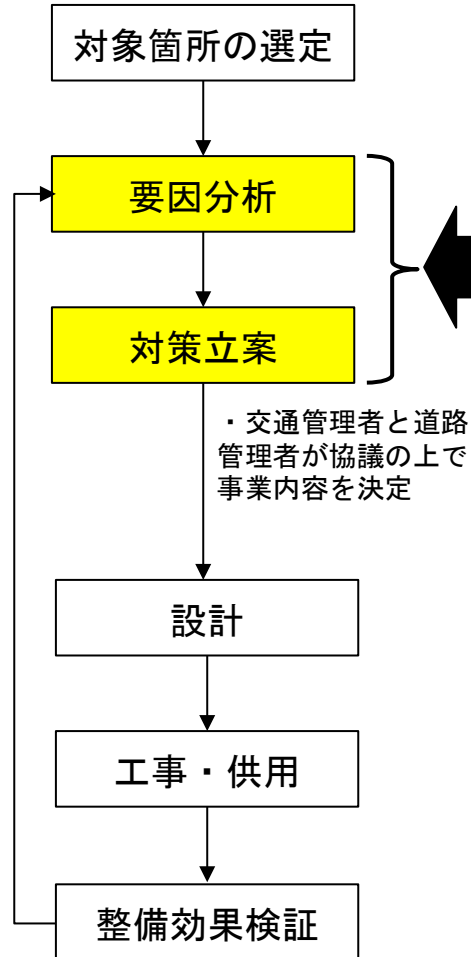 対象箇所の選定
要因分析
対策立案
・交通管理者と道路
管理者が協議の上で
事業内容を決定
設計
工事・供用
整備効果検証